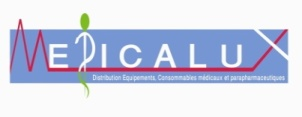 MEDICALUX
Distribution Equipements, Consommables médicaux et parapharmaceutiques